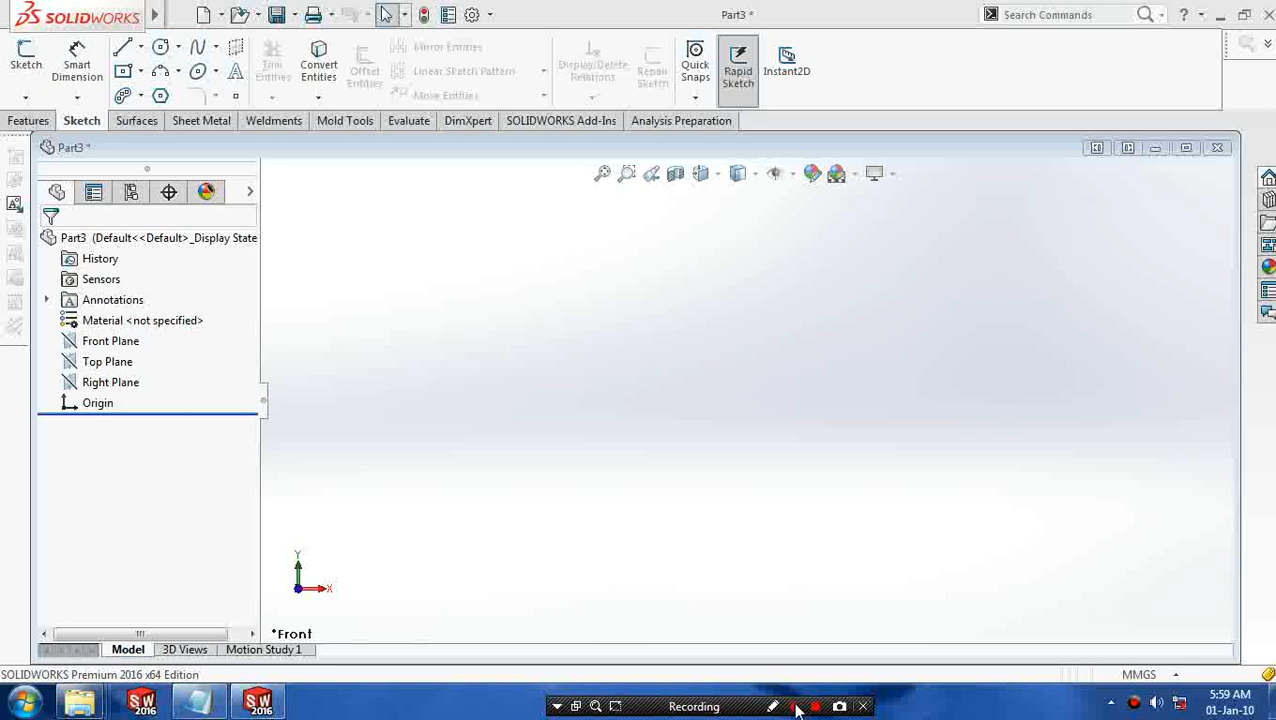 SOLIDWORKS
Part3 *
Search Commands
Sketch
Smart Dimension
Trim Entities
Convert Entities
Offset Entities
Mirror Entities
Linear Sketch Pattern
Move Entities
Display/Delete Relations
Repair Sketch
Quick Snaps
Rapid Sketch
Instant2D
Features
Sketch
Surfaces
Sheet Metal
Weldments
Mold Tools
Evaluate
DimXpert
SOLIDWORKS Add-Ins
Analysis Preparation
Part3 *
Part3 (Default<<Default>_Display State
History
Sensors
Annotations
Material <not specified>
Front Plane
Top Plane
Right Plane
Origin
Y
X
*Front
Model
3D Views
Motion Study 1
SOLIDWORKS Premium 2016 x64 Edition
MMGS
SW 2016
SW 2016
Recording
5:59 AM
01-Jan-10